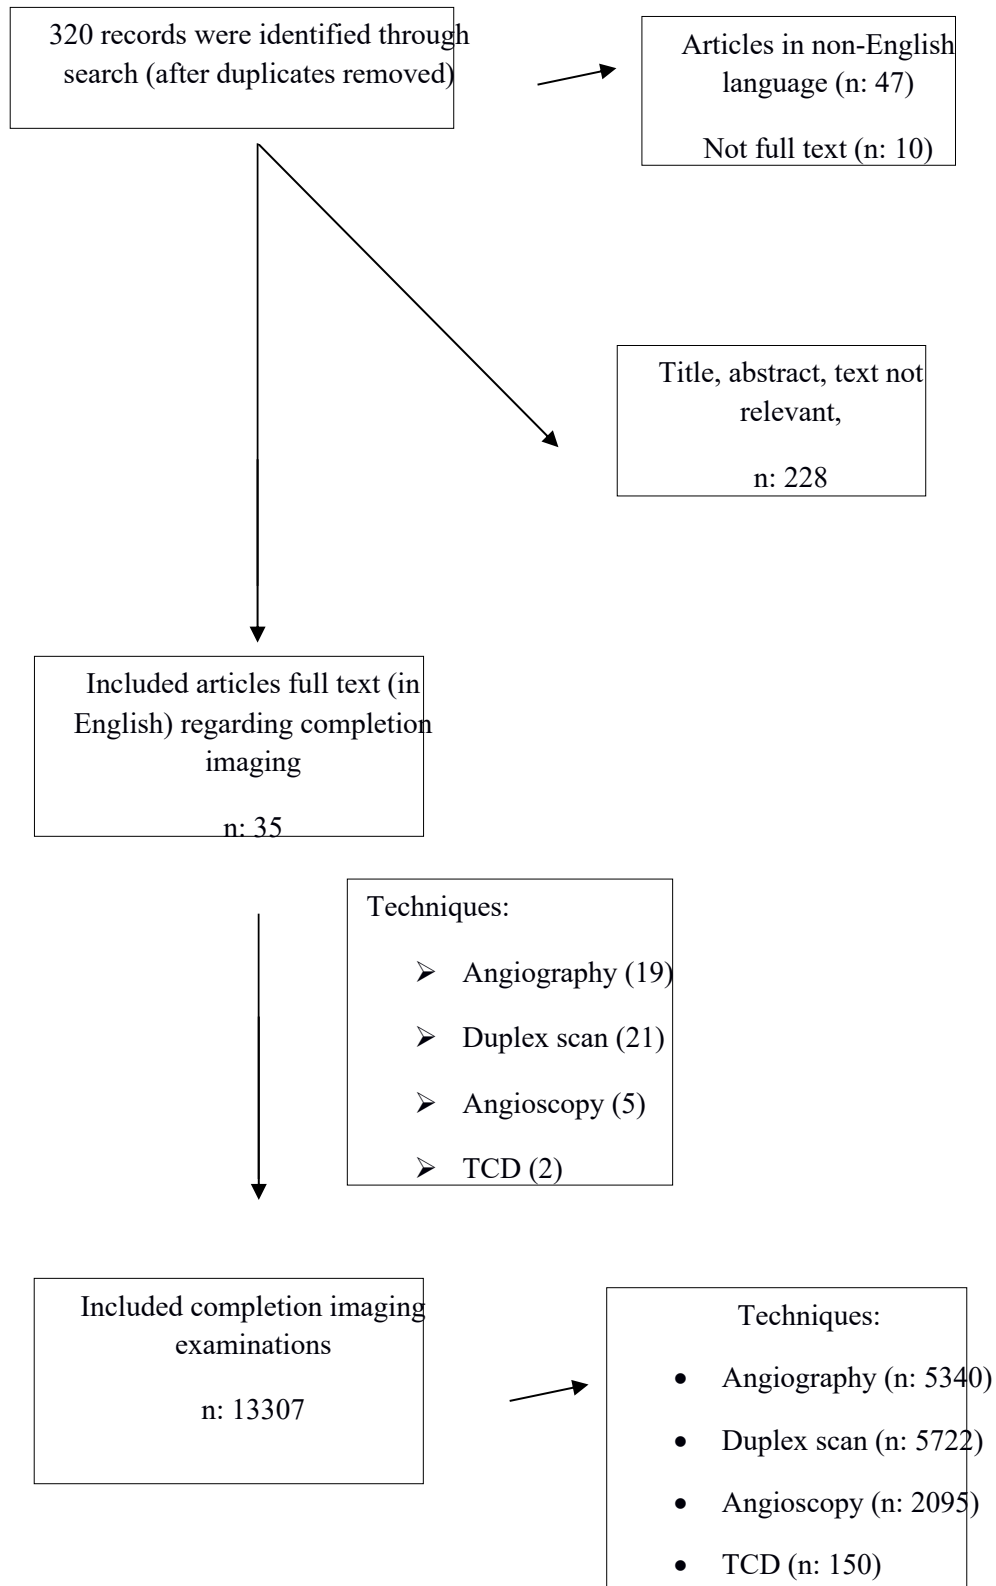 320 records were identified through
search (after duplicates removed)
Articles in non-English
language (n: 47)
Not full text (n: 10)
Title, abstract, text not
relevant,
n: 228
Included articles full text (in
English) regarding completion
imaging
n: 35
Techniques:
➢ Angiography (19)
➢ Duplex scan (21)
➢ Angioscopy (5)
➢ TCD (2)
Included completion imaging
examinations
n: 13307
Techniques:
• Angiography (n: 5340)
• Duplex scan (n: 5722)
• Angioscopy (n: 2095)
• TCD (n: 150)